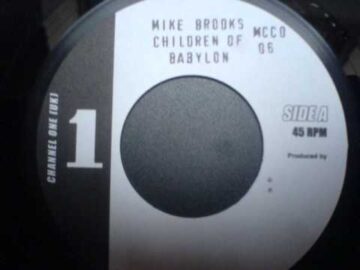 MIKE BROOKS MCCO
CHILDREN OF 06
BABYLON
CHANNEL ONE (UK)
1
SIDE A
45 RPM
Produced by